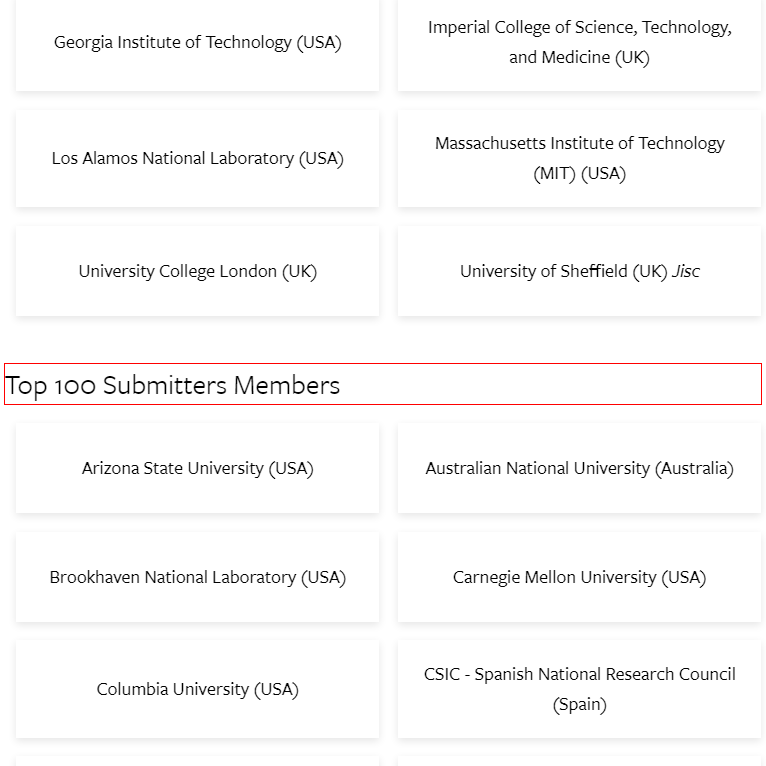 Georgia Institute of Technology (USA)
Imperial College of Science, Technology,
and Medicine (UK)
Los Alamos National Laboratory (USA)
Massachusetts Institute of Technology
(MIT) (USA)
University College London (UK)
University of Sheffield (UK) Jisc
Top 100 Submitters Members
Arizona State University (USA)
Australian National University (Australia)
Brookhaven National Laboratory (USA)
Carnegie Mellon University (USA)
Columbia University (USA)
CSIC - Spanish National Research Council
(Spain)